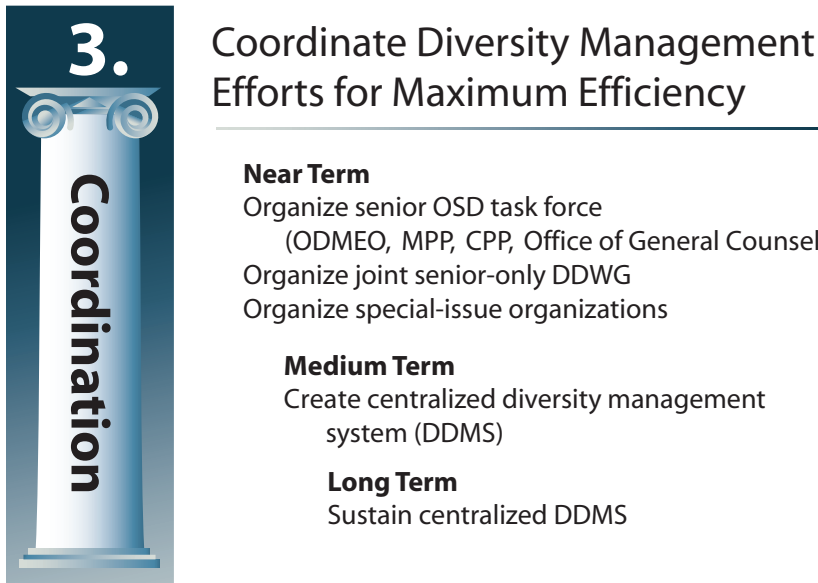 3.
Coordination
Coordinate Diversity Management
Efforts for Maximum Efficiency
Near Term
Organize senior OSD task force
(ODMEO, MPP, CPP, Office of General Counsel
Organize joint senior-only DDWG
Organize special-issue organizations
Medium Term
Create centralized diversity management
system (DDMS)
Long Term
Sustain centralized DDMS